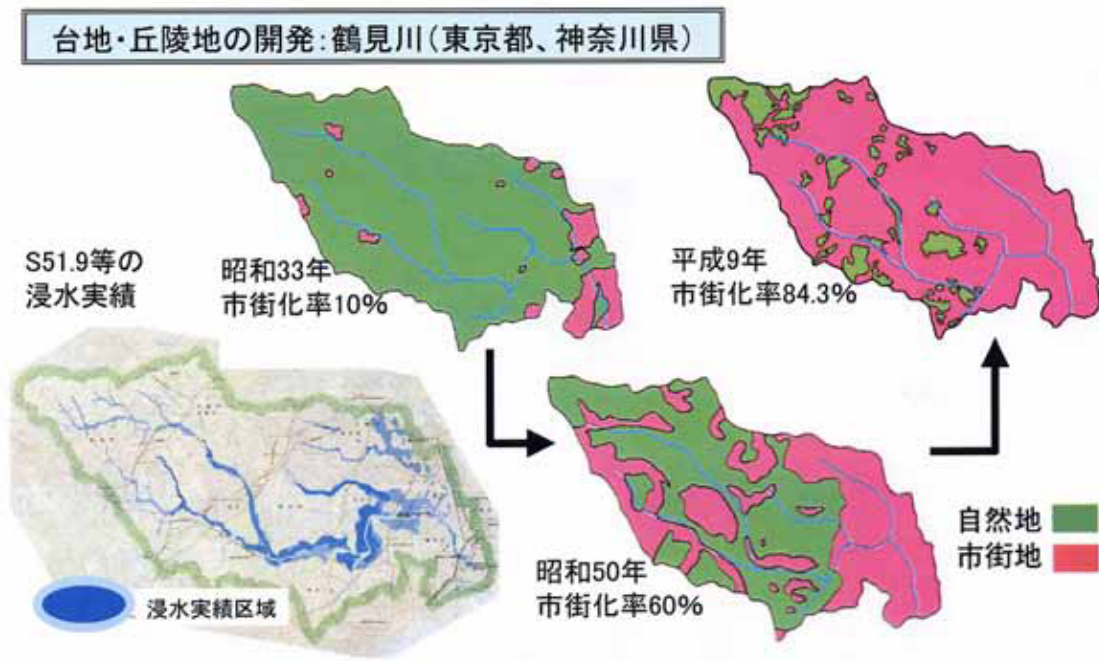 台地・丘陵地の開発:鶴見川(東京都、神奈川県)
S51.9等の
浸水実績
昭和33年
市街化率10%
平成9年
市街化率84.3%
昭和50年
市街化率60%
自然地
市街地
浸水実績区域